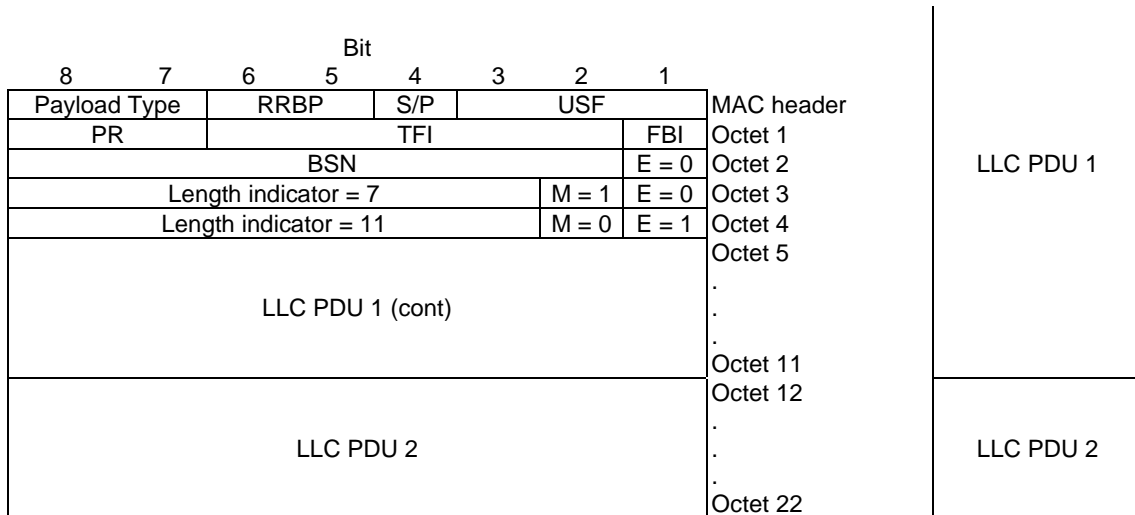 Bit
8 7 6 5 4 3 2 1
Payload Type RRBP S/P USF MAC header
PR TFI FBI Octet 1
BSN E = 0 Octet 2 LLC PDU 1
Length indicator = 7 M = 1 E = 0 Octet 3
Length indicator = 11 M = 0 E = 1 Octet 4
Octet 5
.
LLC PDU 1 (cont) .
.
Octet 11
Octet 12
.
LLC PDU 2 . LLC PDU 2
.
Octet 22